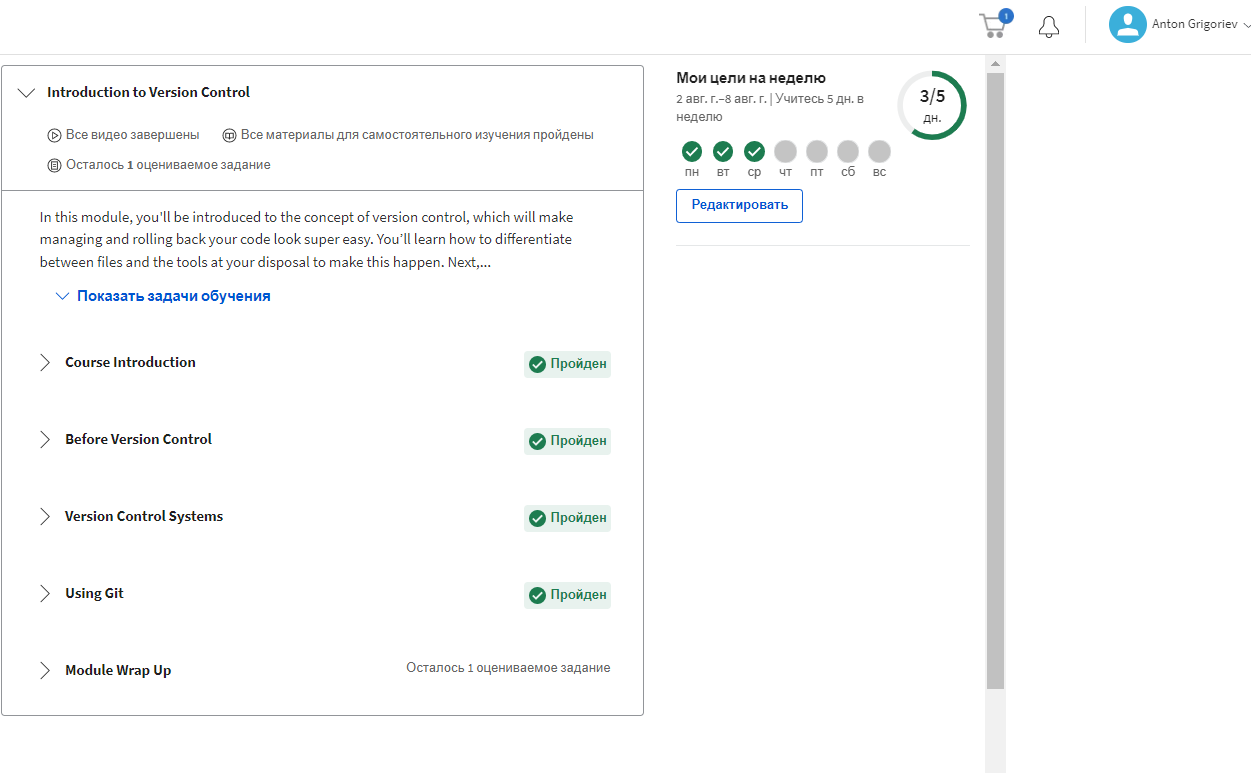 1
Anton Grigoriev
Introduction to Version Control
Все видео завершены
Все материалы для самостоятельного изучения пройдены
Осталось 1 оцениваемое задание
In this module, you'll be introduced to the concept of version control, which will make
managing and rolling back your code look super easy. You’ll learn how to differentiate
between files and the tools at your disposal to make this happen. Next,...
Показать задачи обучения
Course Introduction
Пройден
Before Version Control
Пройден
Version Control Systems
Пройден
Using Git
Пройден
Module Wrap Up
Осталось 1 оцениваемое задание
Мои цели на неделю
2 авг. г.–8 авг. г. | Учитесь 5 дн. в
неделю
3/5
дн.
пн вт ср чт пт сб вс
Редактировать